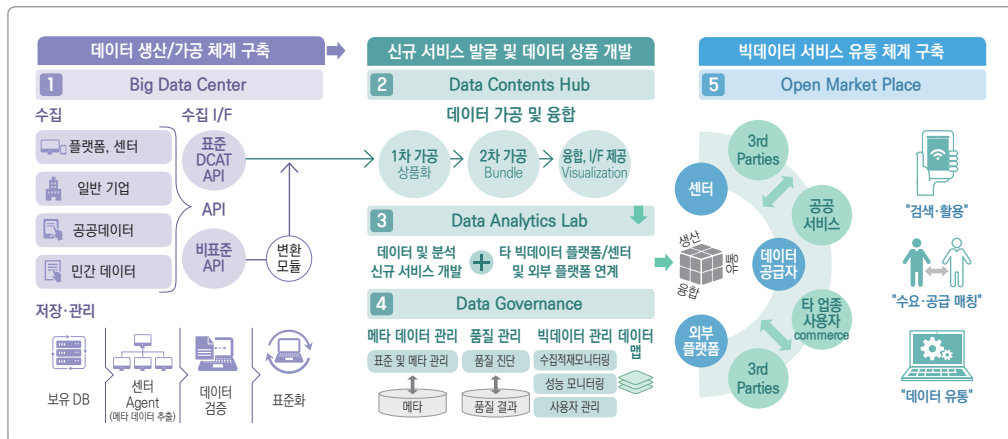 데이터 생산/가공 체계 구축
1 Big Data Center
수집
수집 I/F
플랫폼, 센터
일반 기업
공공데이터
민간 데이터
표준
DCAT
API
API
비표준
API
변환
모듈
저장·관리
보유 DB
센터
Agent
(메타 데이터 추출)
데이터
검증
표준화
신규 서비스 발굴 및 데이터 상품 개발
2 Data Contents Hub
데이터 가공 및 융합
1차 가공
상품화
2차 가공
Bundle
융합, I/F 제공
Visualization
3 Data Analytics Lab
데이터 및 분석
신규 서비스 개발
타 빅데이터 플랫폼/센터
및 외부 플랫폼 연계
4 Data Governance
메타 데이터 관리
표준 및 메타 관리
메타
품질 관리
품질 진단
품질 결과
빅데이터 관리
수집적재모니터링
성능 모니터링
사용자 관리
데이터
맵
빅데이터 서비스 유통 체계 구축
5 Open Market Place
생산
융합
3rd
Parties
센터
공공
서비스
데이터
공급자
타 업종
사용자
commerce
외부
플랫폼
3rd
Parties
"검색·활용"
"수요·공급 매칭"
"데이터 유통"